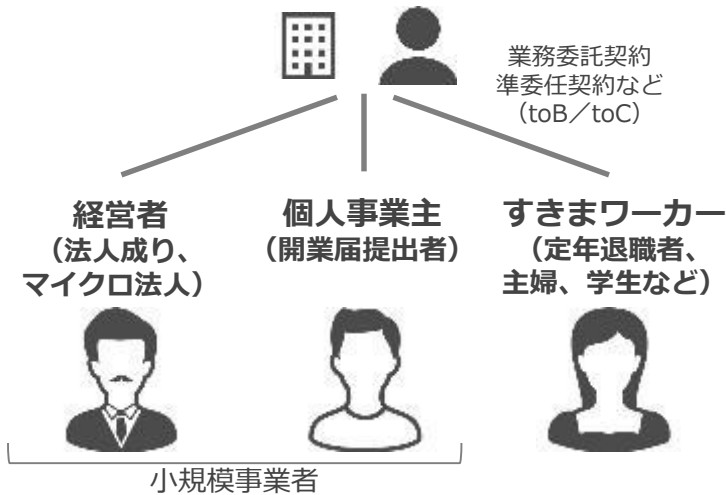 業務委託契約
準委任契約など
（toB／toC）
経営者
（法人成り、
マイクロ法人）
個人事業主
（開業届提出者）
すきまワーカー
（定年退職者、
主婦、学生など）
小規模事業者